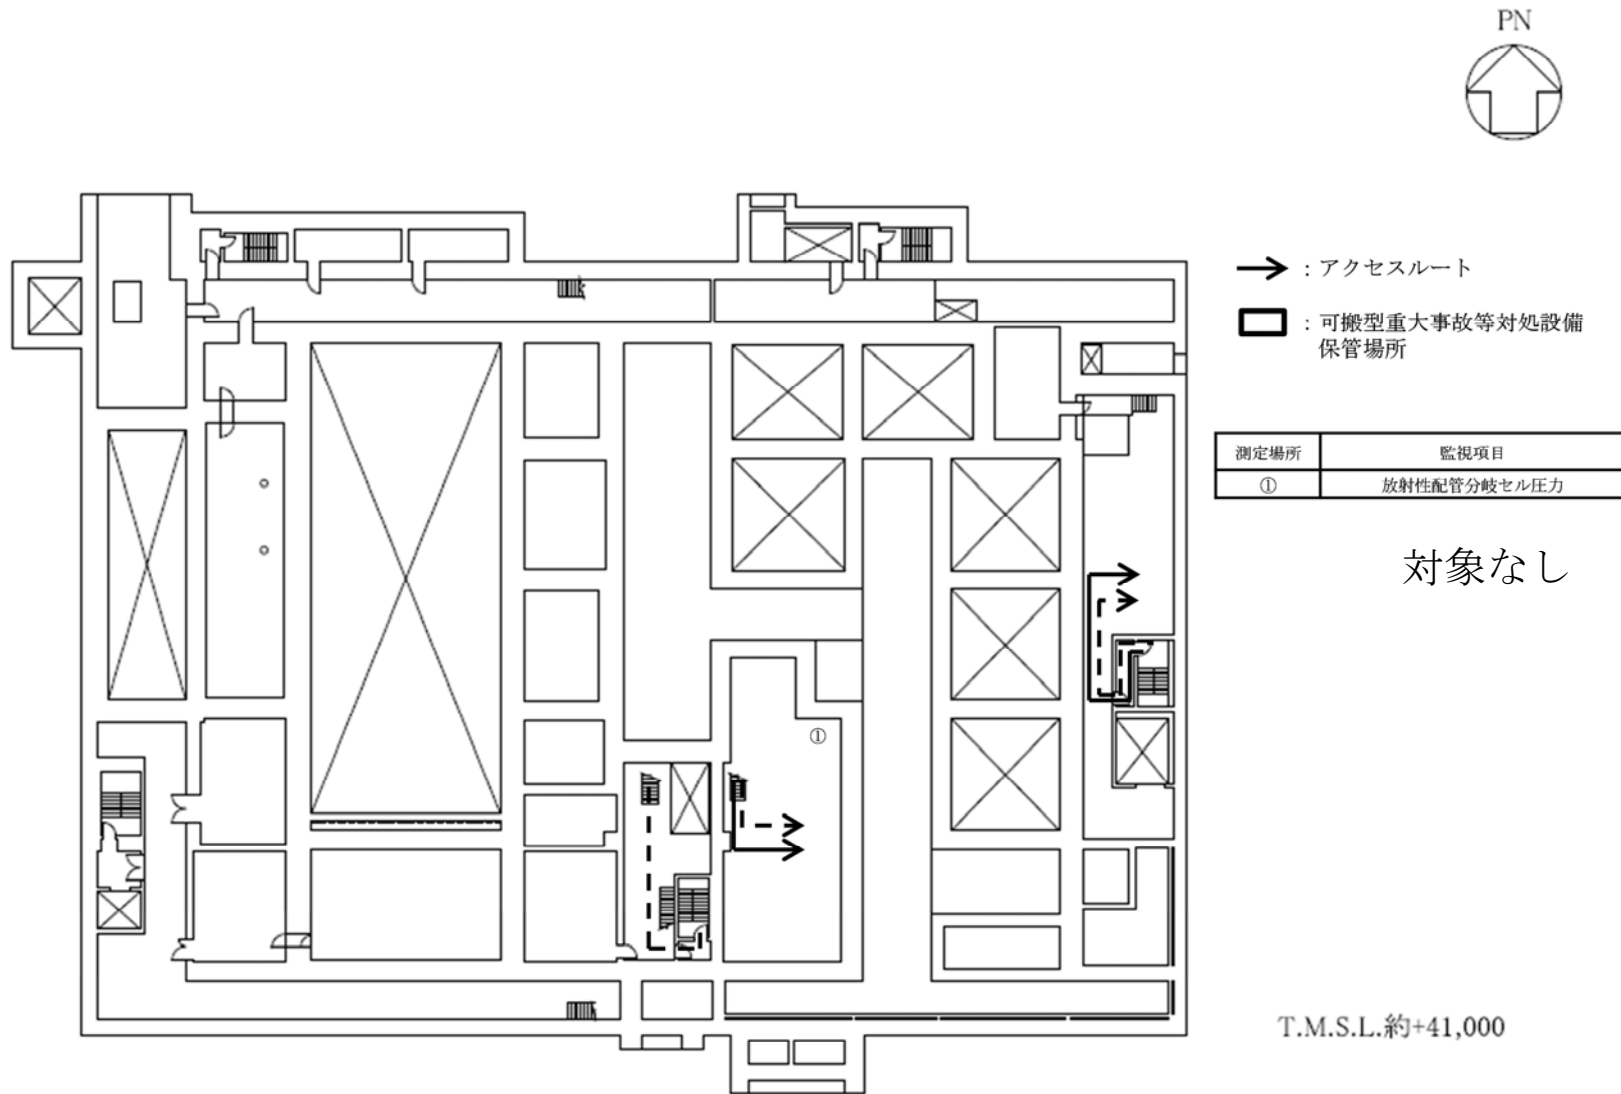 PN
：アクセスルート
：可搬型重大事故等対処設備
保管場所
測定場所 監視項目
① 放射性配管分岐セル圧力
対象なし
①
T.M.S.L.約+41,000